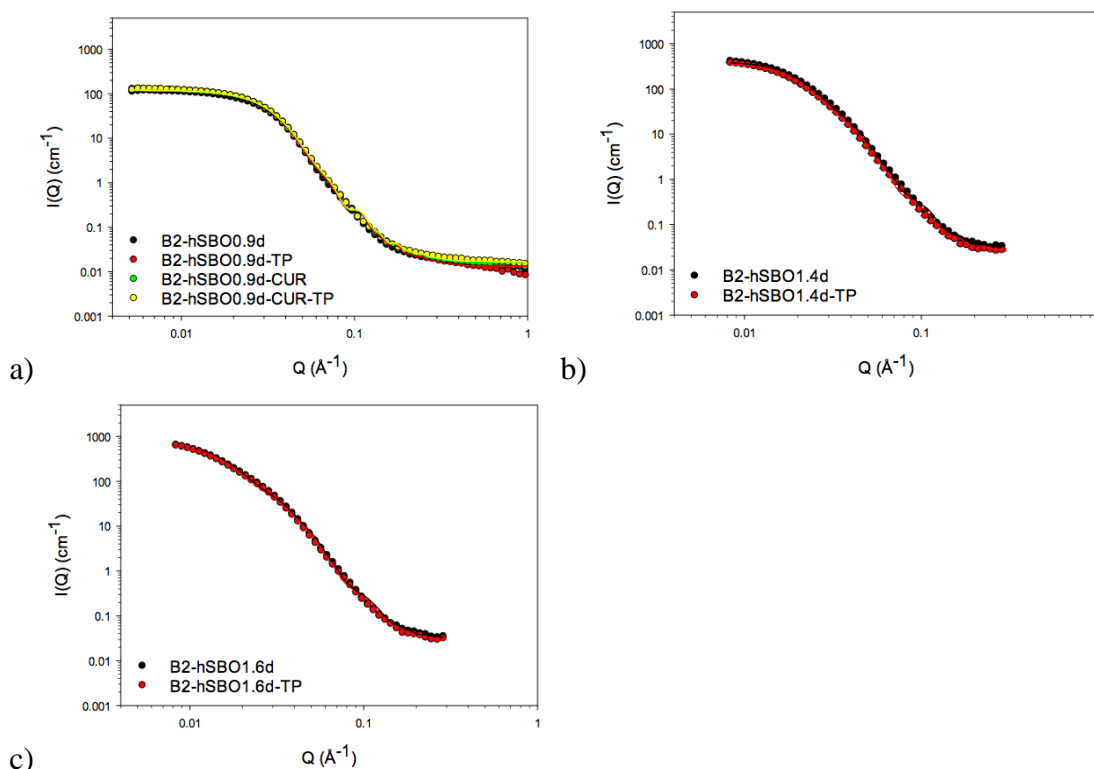 1000
100
10
1
0.1
0.01
0.001
I(Q) (cm⁻¹)
B2-hSBO0.9d
B2-hSBO0.9d-TP
B2-hSBO0.9d-CUR
B2-hSBO0.9d-CUR-TP
0.01 0.1 1
Q (Å⁻¹)
a)
1000
100
10
1
0.1
0.01
0.001
I(Q) (cm⁻¹)
B2-hSBO1.4d
B2-hSBO1.4d-TP
0.01 0.1
Q (Å⁻¹)
b)
1000
100
10
1
0.1
0.01
0.001
I(Q) (cm⁻¹)
B2-hSBO1.6d
B2-hSBO1.6d-TP
0.01 0.1 1
Q (Å⁻¹)
c)